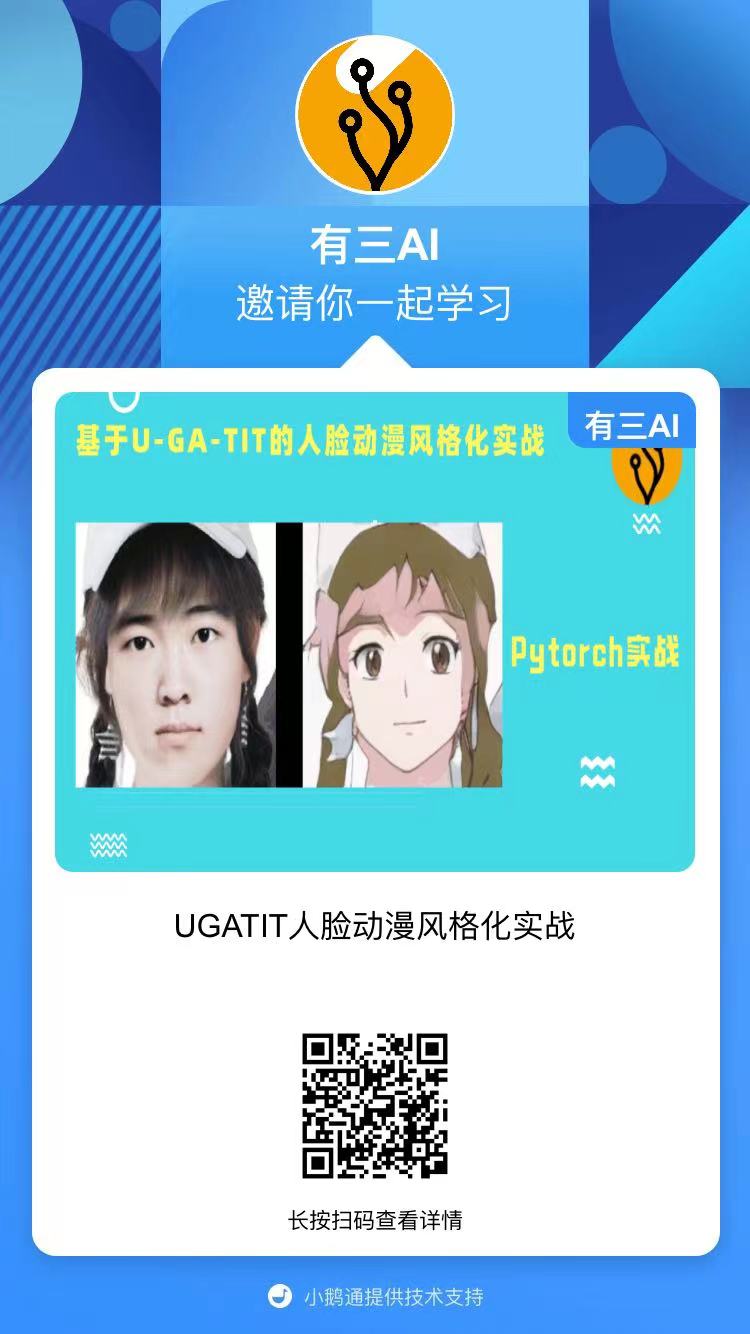 有三AI
邀请你一起学习
有三AI
基于U-GA-TIT的人脸动漫风格化实战
Pytorch实战
UGATIT人脸动漫风格化实战
长按扫码查看详情
小鹅通提供技术支持